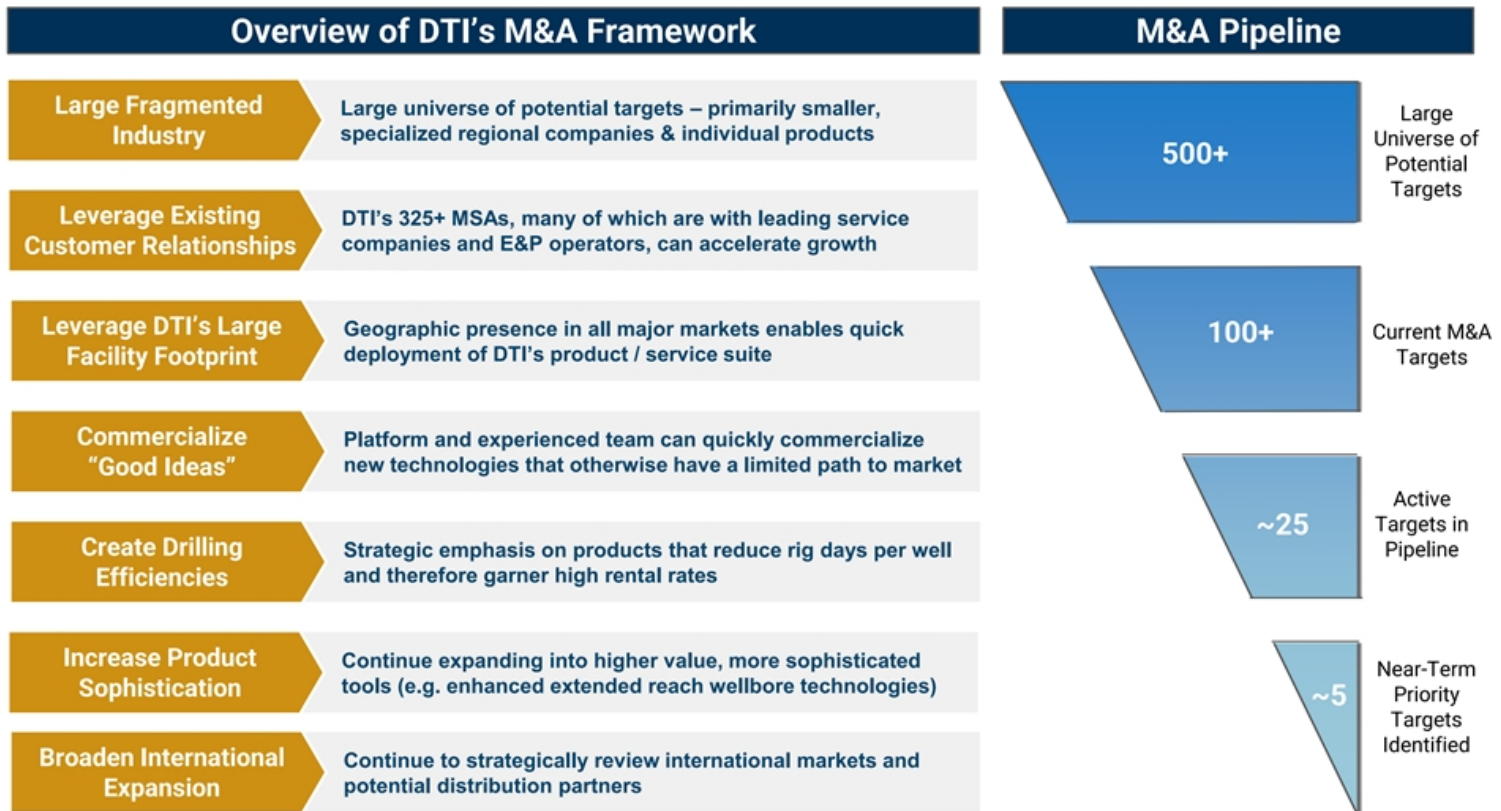 Overview of DTI's M&A Framework
Large Fragmented
Industry
Large universe of potential targets – primarily smaller,
specialized regional companies & individual products
Leverage Existing
Customer Relationships
DTI's 325+ MSAs, many of which are with leading service
companies and E&P operators, can accelerate growth
Leverage DTI's Large
Facility Footprint
Geographic presence in all major markets enables quick
deployment of DTI's product / service suite
Commercialize
“Good Ideas”
Platform and experienced team can quickly commercialize
new technologies that otherwise have a limited path to market
Create Drilling
Efficiencies
Strategic emphasis on products that reduce rig days per well
and therefore garner high rental rates
Increase Product
Sophistication
Continue expanding into higher value, more sophisticated
tools (e.g. enhanced extended reach wellbore technologies)
Broaden International
Expansion
Continue to strategically review international markets and
potential distribution partners
M&A Pipeline
500+
Large
Universe of
Potential
Targets
100+
Current M&A
Targets
~25
Active
Targets in
Pipeline
~5
Near-Term
Priority
Targets
Identified